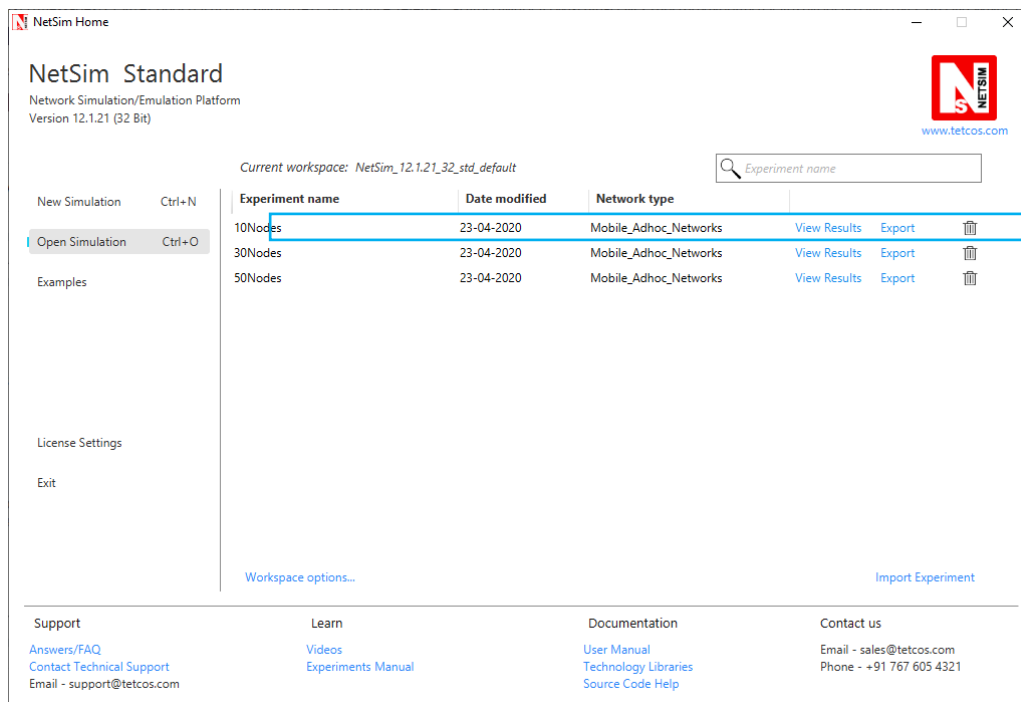 NetSim Home
NetSim Standard
Network Simulation/Emulation Platform
Version 12.1.21 (32 Bit)
NETSIM
NS
www.tetcos.com
Current workspace: NetSim_12.1.21_32_std_default
Experiment name
New Simulation Ctrl+N
Open Simulation Ctrl+O
Examples
License Settings
Exit
Experiment name Date modified Network type
10Nodes 23-04-2020 Mobile_Adhoc_Networks View Results Export
30Nodes 23-04-2020 Mobile_Adhoc_Networks View Results Export
50Nodes 23-04-2020 Mobile_Adhoc_Networks View Results Export
Workspace options... Import Experiment
Support
Answers/FAQ
Contact Technical Support
Email - support@tetcos.com
Learn
Videos
Experiments Manual
Documentation
User Manual
Technology Libraries
Source Code Help
Contact us
Email - sales@tetcos.com
Phone - +91 767 605 4321